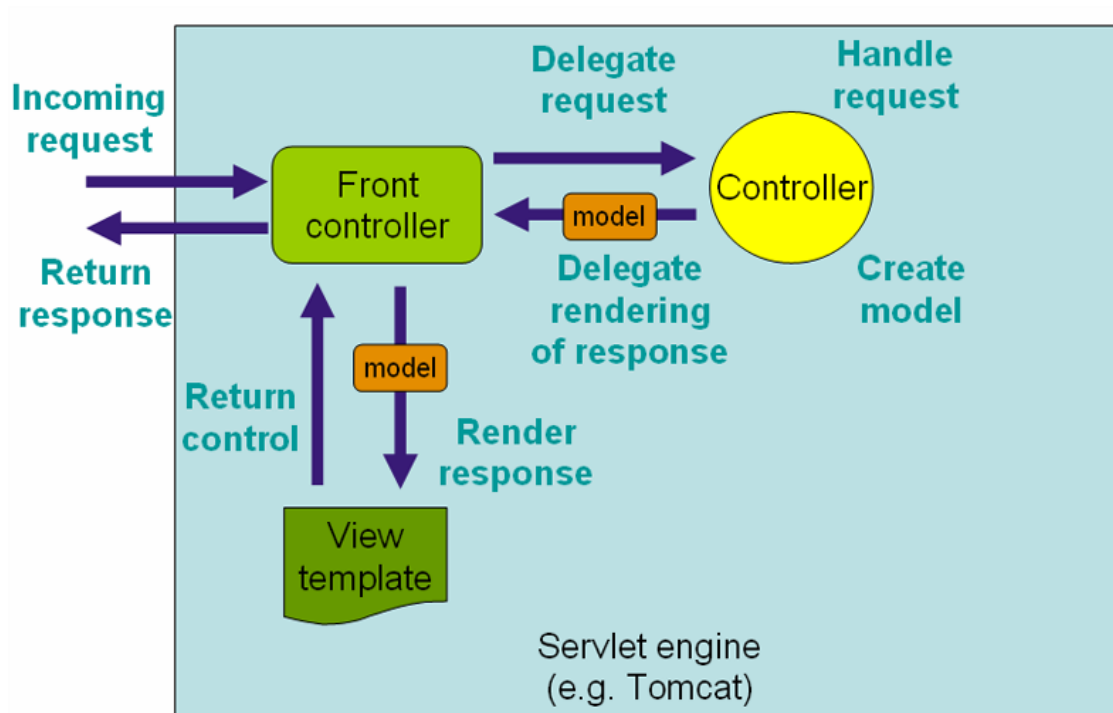 Incoming
request
Return
response
Front
controller
Delegate
request
Handle
request
Controller
model
Delegate
rendering
of response
Create
model
model
Return
control
Render
response
View
template
Servlet engine
(e.g. Tomcat)